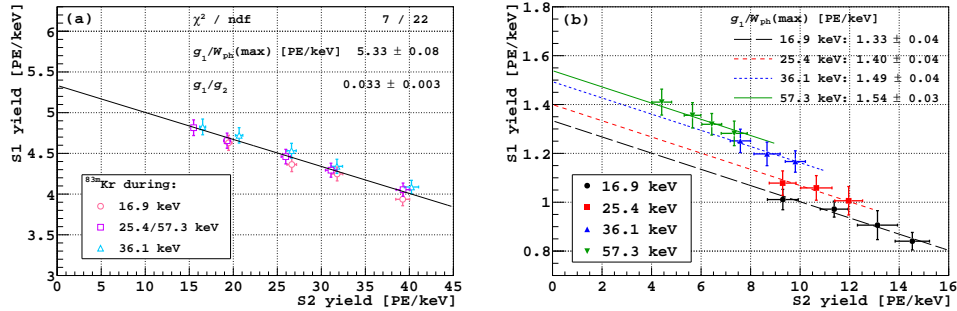 (a)
χ² / ndf 7 / 22
g₁/Wₚₕ(max) [PE/keV] 5.33 ± 0.08
g₁/g₂ 0.033 ± 0.003
S1 yield [PE/keV]
6
5.5
5
4.5
4
3.5
3
⁸³ᵐKr during:
16.9 keV
25.4/57.3 keV
36.1 keV
0 5 10 15 20 25 30 35 40 45
S2 yield [PE/keV]
(b)
g₁/Wₚₕ(max) [PE/keV]
16.9 keV: 1.33 ± 0.04
25.4 keV: 1.40 ± 0.04
36.1 keV: 1.49 ± 0.04
57.3 keV: 1.54 ± 0.03
S1 yield [PE/keV]
1.8
1.6
1.4
1.2
1
0.8
16.9 keV
25.4 keV
36.1 keV
57.3 keV
0 2 4 6 8 10 12 14 16
S2 yield [PE/keV]